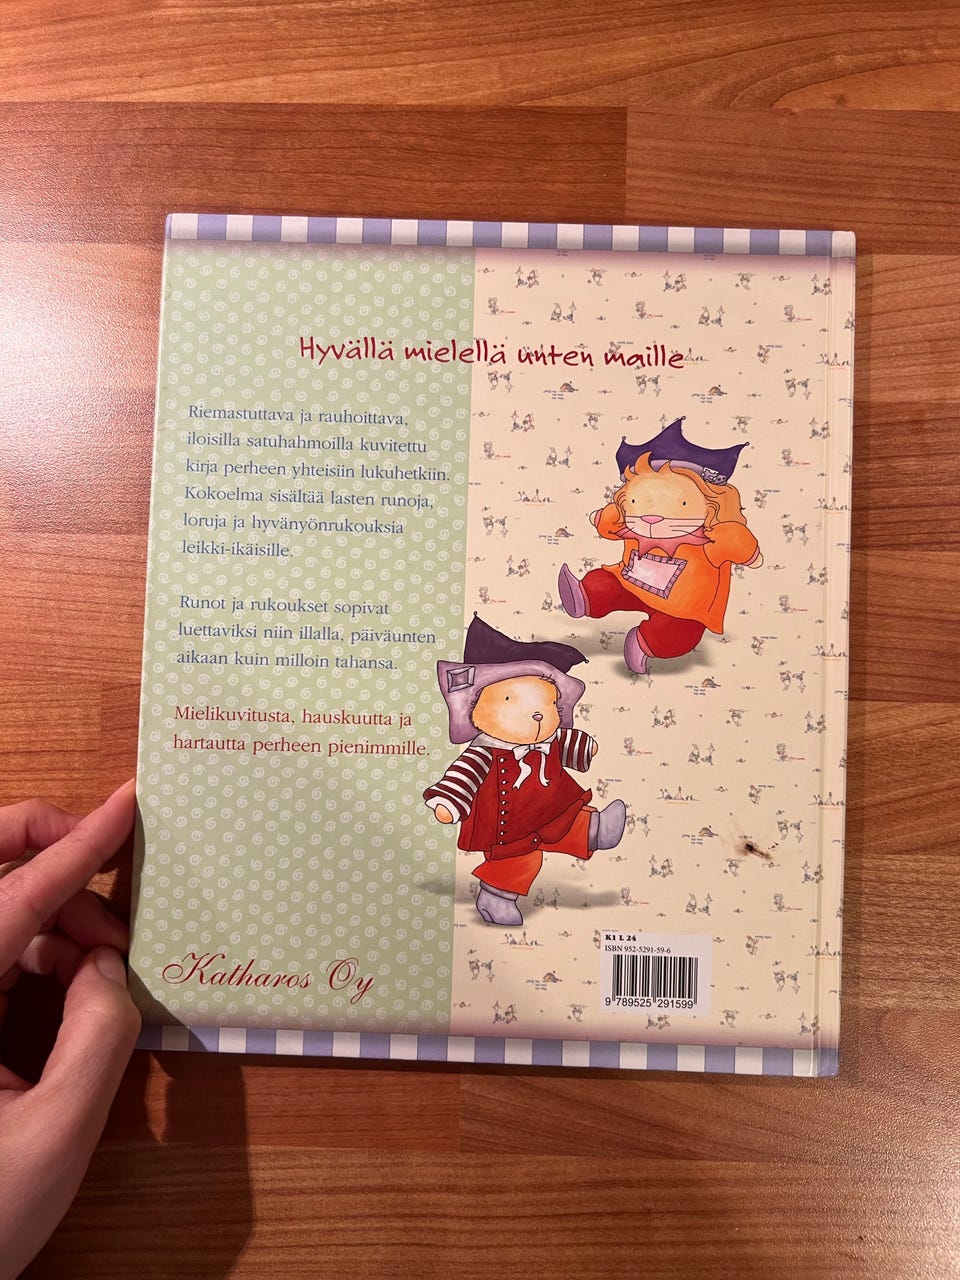 Hyvällä mielellä unten maille
Riemastuttava ja rauhoittava,
iloisilla satuhahmoilla kuvitettu
kirja perheen yhteisiin lukuhetkiin.
Kokoelma sisältää lasten runoja,
loruja ja hyvänyönrukouksia
leikki-ikäisille.
Runot ja rukoukset sopivat
luettaviksi niin illalla, päiväunten
aikaan kuin milloin tahansa.
Mielikuvitusta, hauskuutta ja
hartautta perheen pienimmille.
Katharos Oy
K1 L 24
ISBN 952-5291-59-6
9 789525 291599